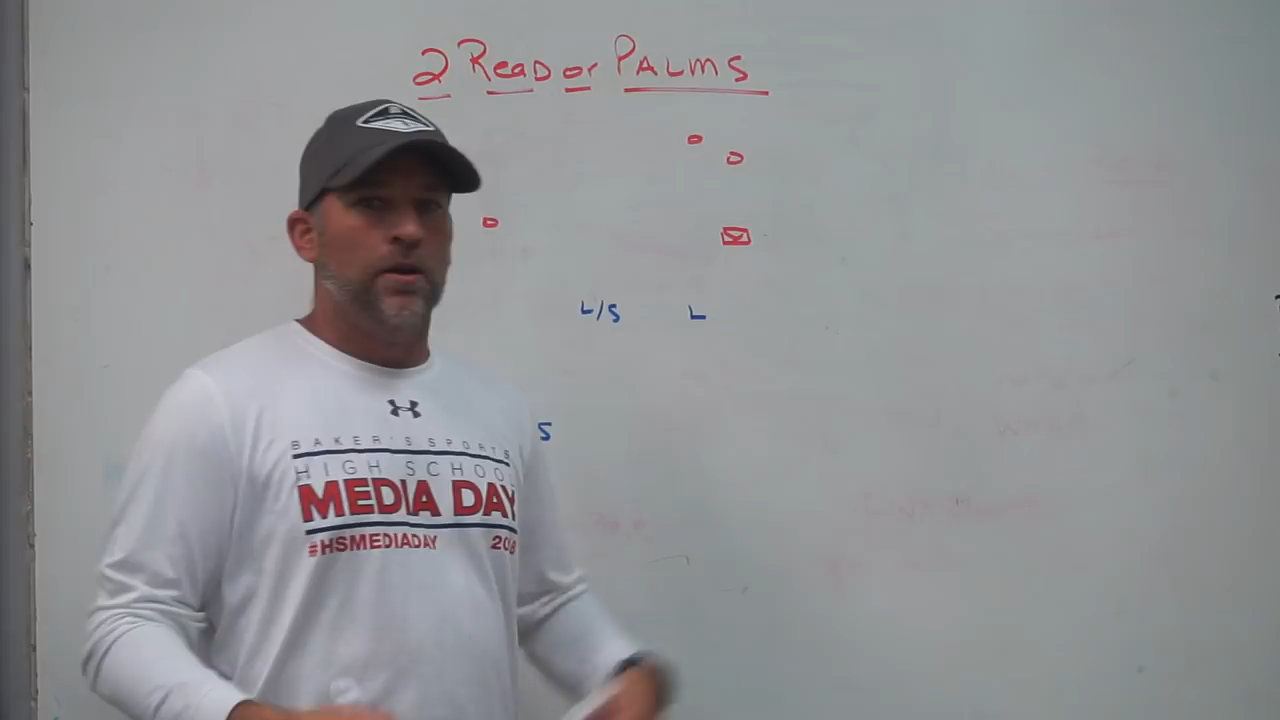 2 Read or PALMS
L/S L
S
BAKER'S SPORTS
HIGH SCHOOL
MEDIA DAY
#HSMEDIADAY